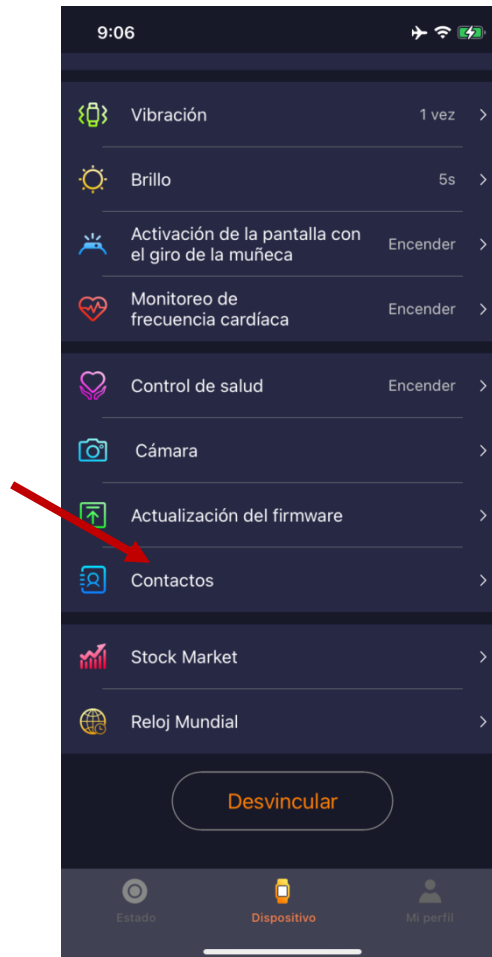 9:06
Vibración 1 vez
Brillo 5s
Activación de la pantalla con
el giro de la muñeca Encender
Monitoreo de
frecuencia cardíaca Encender
Control de salud Encender
Cámara
Actualización del firmware
Contactos
Stock Market
Reloj Mundial
Desvincular
Estado Dispositivo Mi perfil